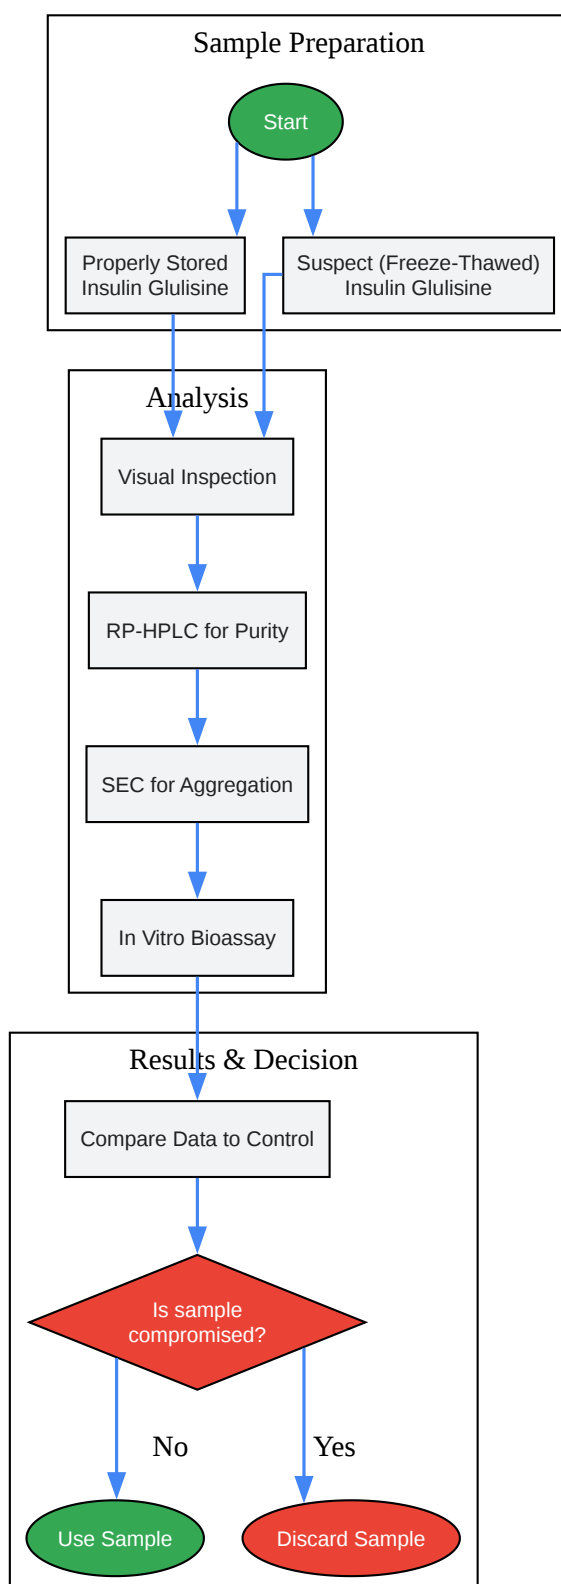 Sample Preparation
Start
Properly Stored
Insulin Glulisine
Suspect (Freeze-Thawed)
Insulin Glulisine
Analysis
Visual Inspection
RP-HPLC for Purity
SEC for Aggregation
In Vitro Bioassay
Results & Decision
Compare Data to Control
Is sample
compromised?
No
Yes
Use Sample
Discard Sample